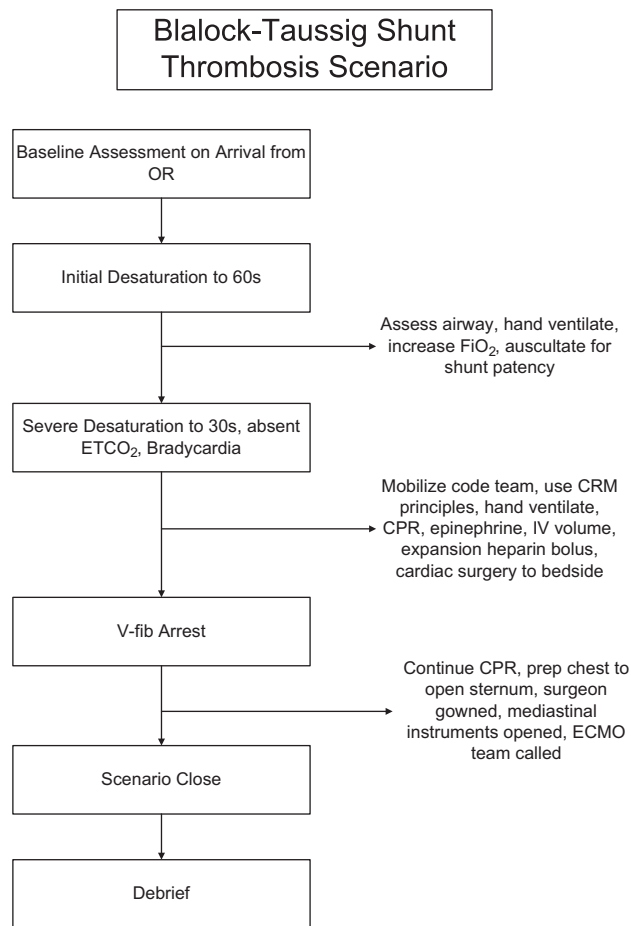 Blalock-Taussig Shunt
Thrombosis Scenario
Baseline Assessment on Arrival from
OR
Initial Desaturation to 60s
Assess airway, hand ventilate,
increase FiO₂, auscultate for
shunt patency
Severe Desaturation to 30s, absent
ETCO₂, Bradycardia
Mobilize code team, use CRM
principles, hand ventilate,
CPR, epinephrine, IV volume,
expansion heparin bolus,
cardiac surgery to bedside
V-fib Arrest
Continue CPR, prep chest to
open sternum, surgeon
gowned, mediastinal
instruments opened, ECMO
team called
Scenario Close
Debrief